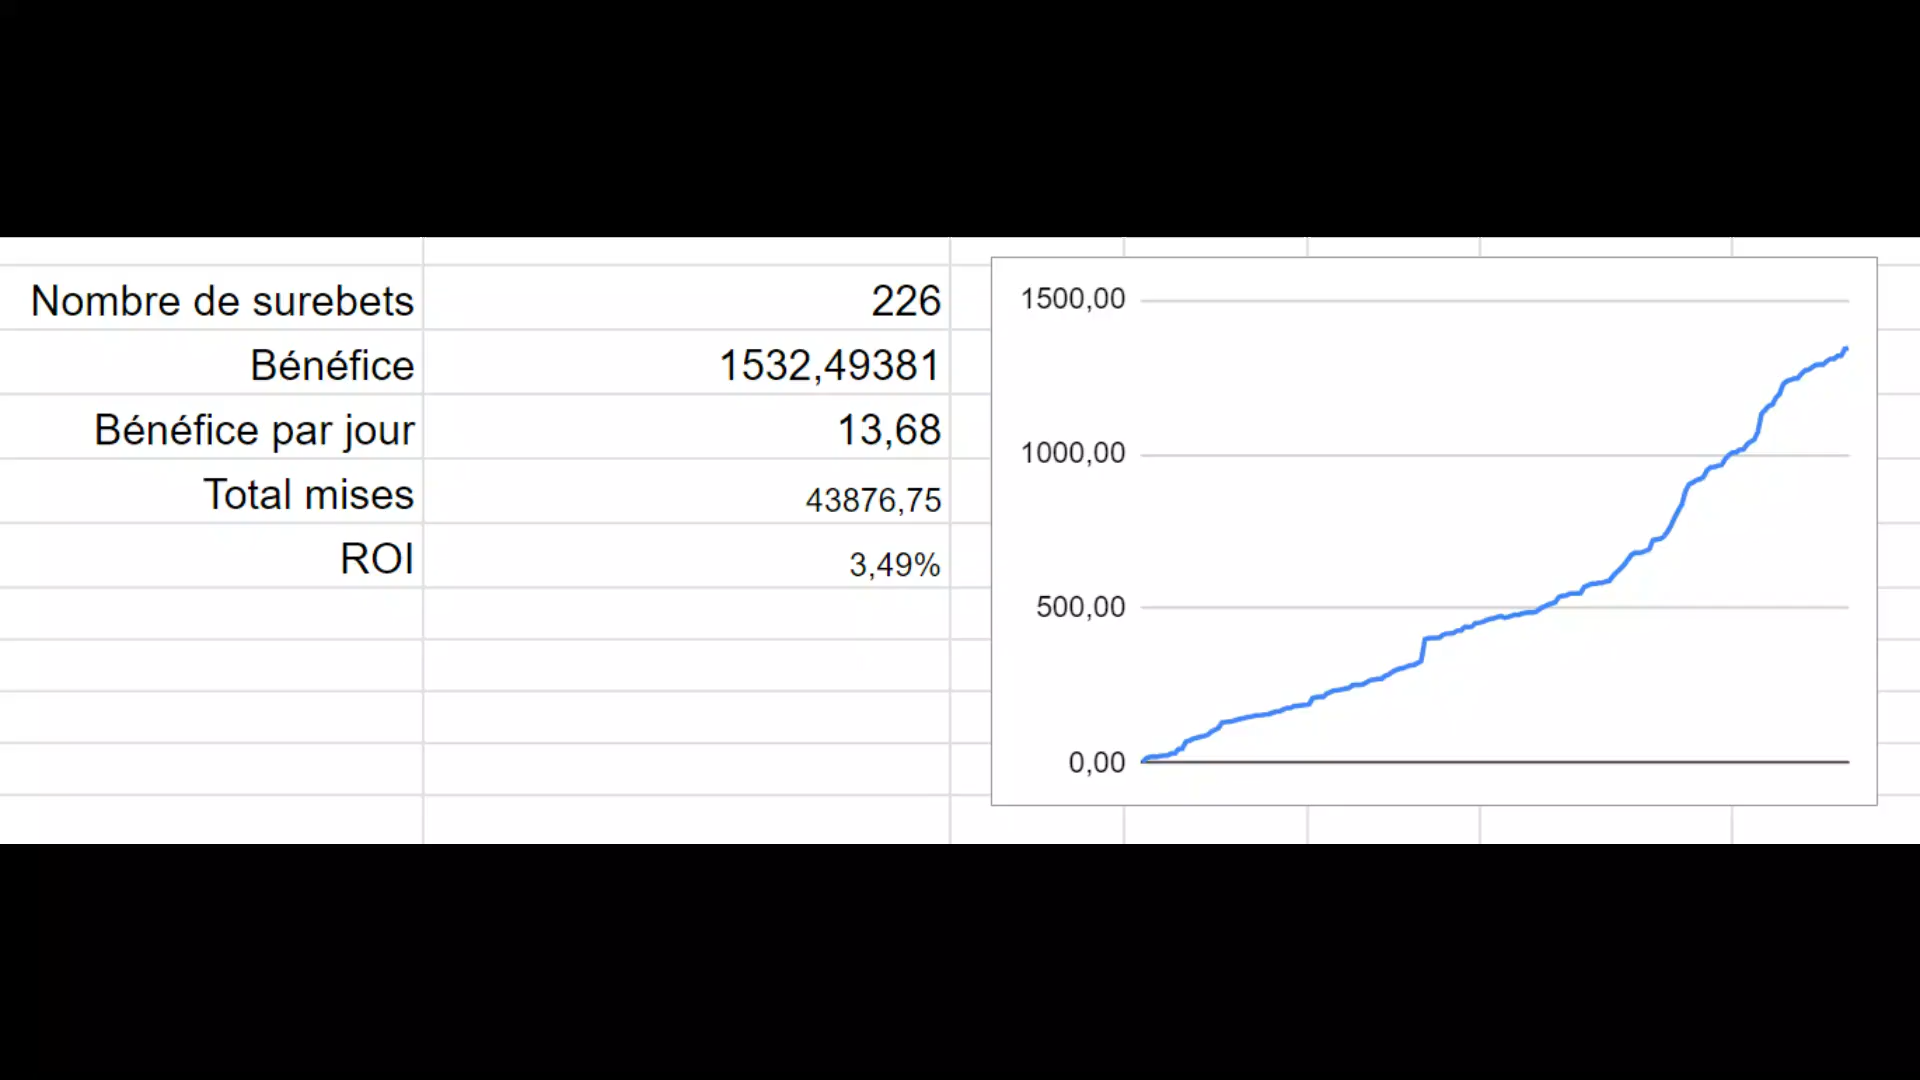 Nombre de surebets 226
Bénéfice 1532,49381
Bénéfice par jour 13,68
Total mises 43876,75
ROI 3,49%
1500,00
1000,00
500,00
0,00